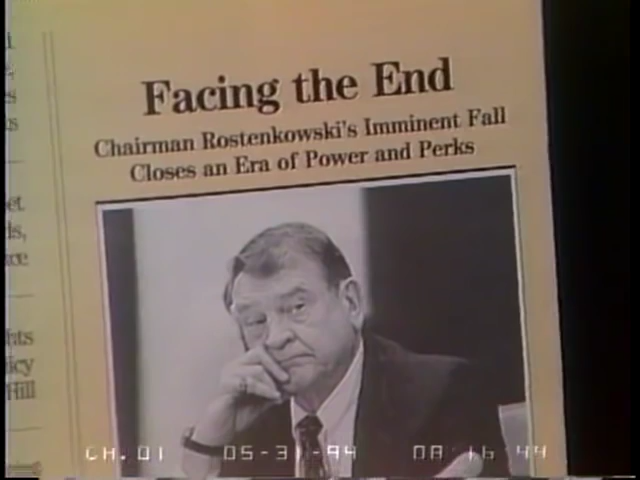 Facing the End
Chairman Rostenkowski's Imminent Fall
Closes an Era of Power and Perks
Hill
CH.01 05-31-94 08:16:44